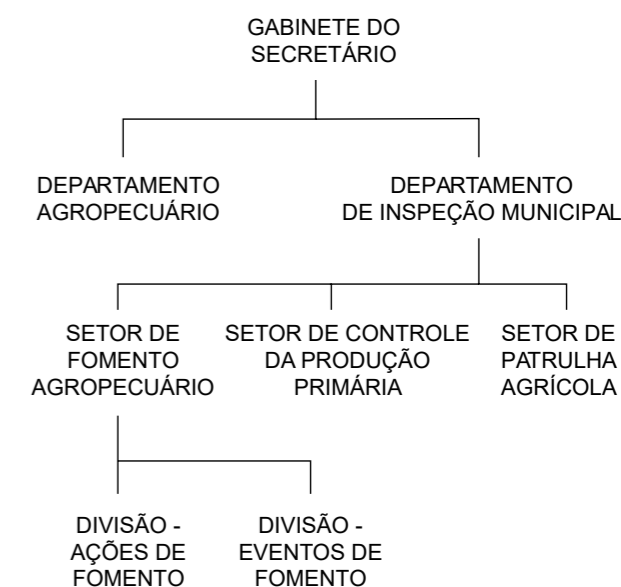 GABINETE DO
SECRETÁRIO
DEPARTAMENTO
AGROPECUÁRIO
DEPARTAMENTO
DE INSPEÇÃO MUNICIPAL
SETOR DE
FOMENTO
AGROPECUÁRIO
SETOR DE CONTROLE
DA PRODUÇÃO
PRIMÁRIA
SETOR DE
PATRULHA
AGRÍCOLA
DIVISÃO -
AÇÕES DE
FOMENTO
DIVISÃO -
EVENTOS DE
FOMENTO